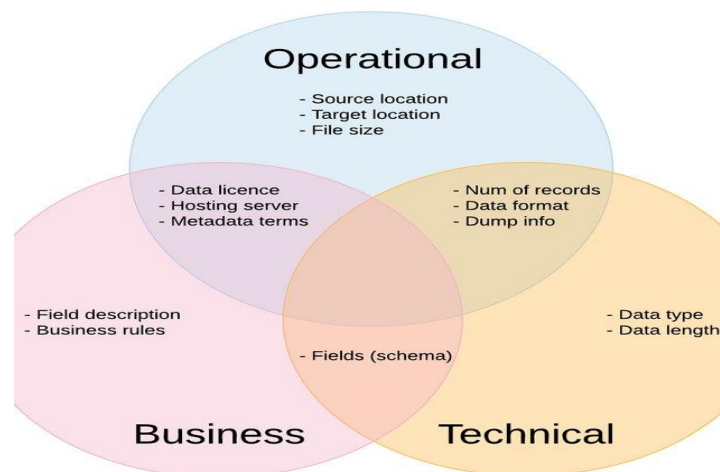 Operational
- Source location
- Target location
- File size
- Data licence
- Hosting server
- Metadata terms
- Num of records
- Data format
- Dump info
- Field description
- Business rules
- Data type
- Data length
- Fields (schema)
Business
Technical